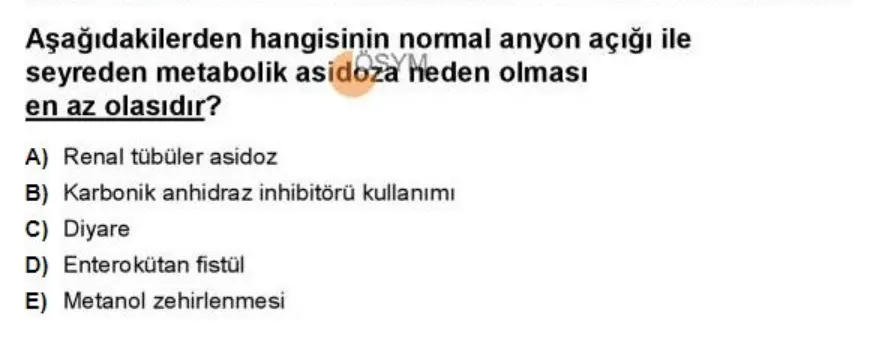 Aşağıdakilerden hangisinin normal anyon açığı ile
seyreden metabolik asidoza neden olması
ÖSYM
en az olasıdır?
A) Renal tübüler asidoz
B) Karbonik anhidraz inhibitörü kullanımı
C) Diyare
D) Enterokütan fistül
E) Metanol zehirlenmesi